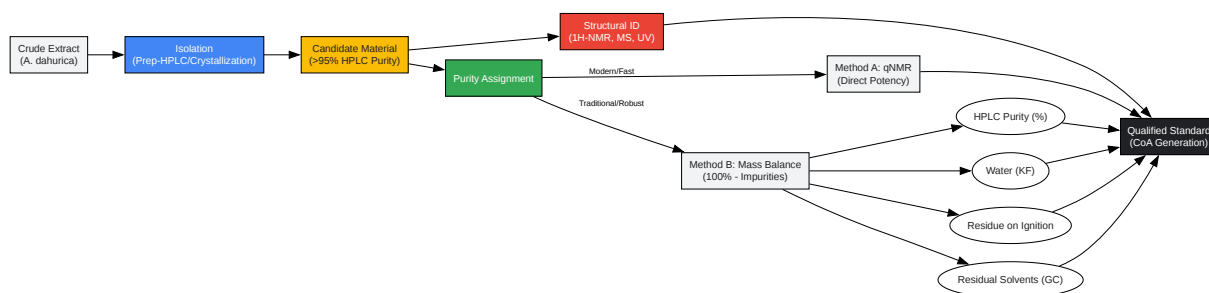 Crude Extract
(A. dahurica)
Isolation
(Prep-HPLC/Crystallization)
Candidate Material
(>95% HPLC Purity)
Structural ID
(1H-NMR, MS, UV)
Purity Assignment
Modern/Fast
Traditional/Robust
Method A: qNMR
(Direct Potency)
Method B: Mass Balance
(100% - Impurities)
HPLC Purity (%)
Water (KF)
Residue on Ignition
Residual Solvents (GC)
Qualified Standard
(CoA Generation)